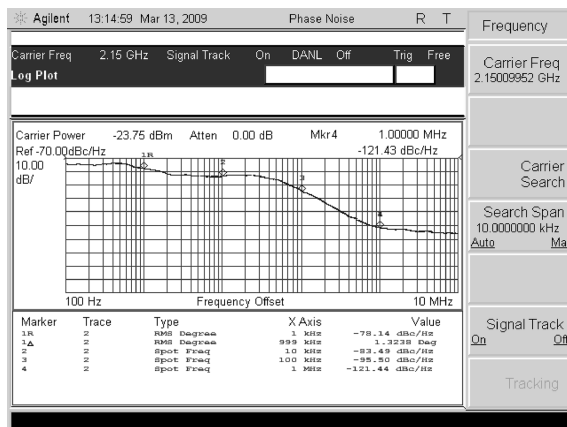 Agilent 13:14:59 Mar 13, 2009 Phase Noise R T
Frequency
Carrier Freq 2.15 GHz Signal Track On DANL Off Trig Free
Log Plot
Carrier Freq
2.15009952 GHz
Carrier Power -23.75 dBm Atten 0.00 dB Mkr4 1.00000 MHz
Ref -70.00dBc/Hz -121.43 dBc/Hz
10.00
dB/
1R
2
3
4
Carrier
Search
Search Span
10.0000000 kHz
Auto Ma
100 Hz Frequency Offset 10 MHz
Marker Trace Type X Axis Value
1R 2 RMS Degree 1 kHz -78.14 dBc/Hz
1Δ 2 RMS Degree 999 kHz 1.3238 Deg
2 2 Spot Freq 10 kHz -83.49 dBc/Hz
3 2 Spot Freq 100 kHz -95.50 dBc/Hz
4 2 Spot Freq 1 MHz -121.44 dBc/Hz
Signal Track
On Off
Tracking